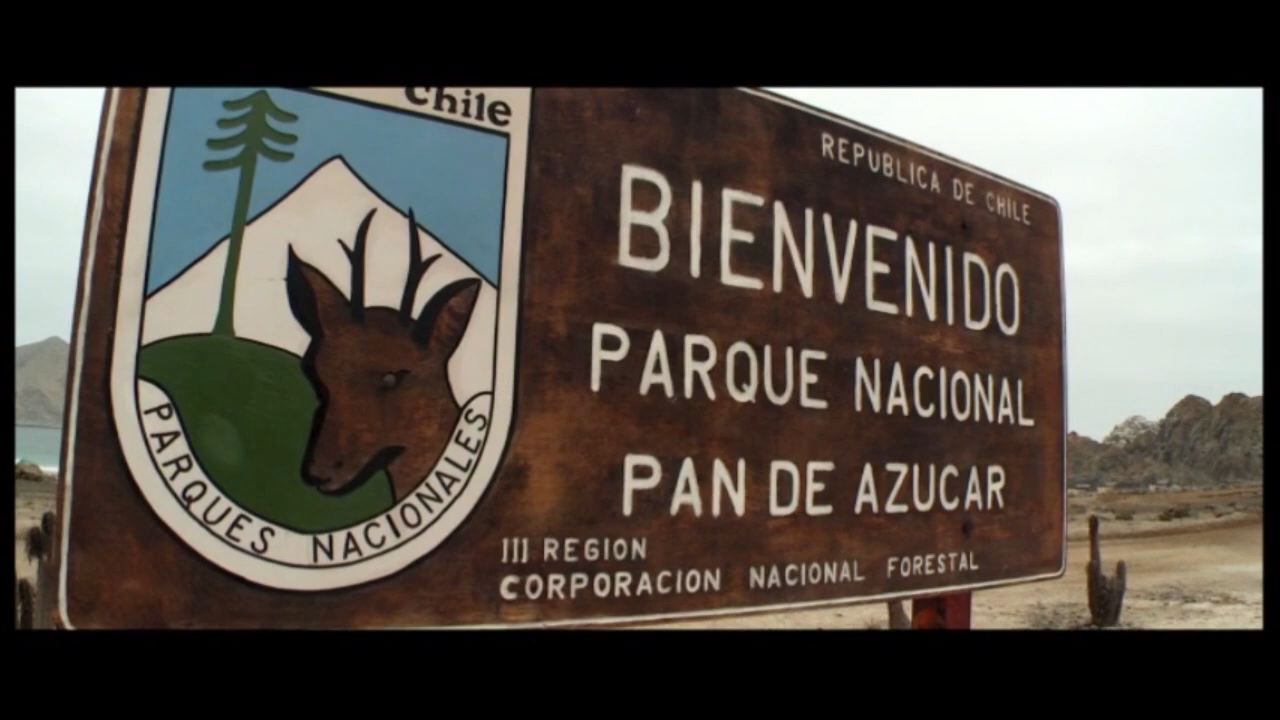 Chile
PARQUES NACIONALES
REPUBLICA DE CHILE
BIENVENIDO
PARQUE NACIONAL
PAN DE AZUCAR
III REGION
CORPORACION NACIONAL FORESTAL